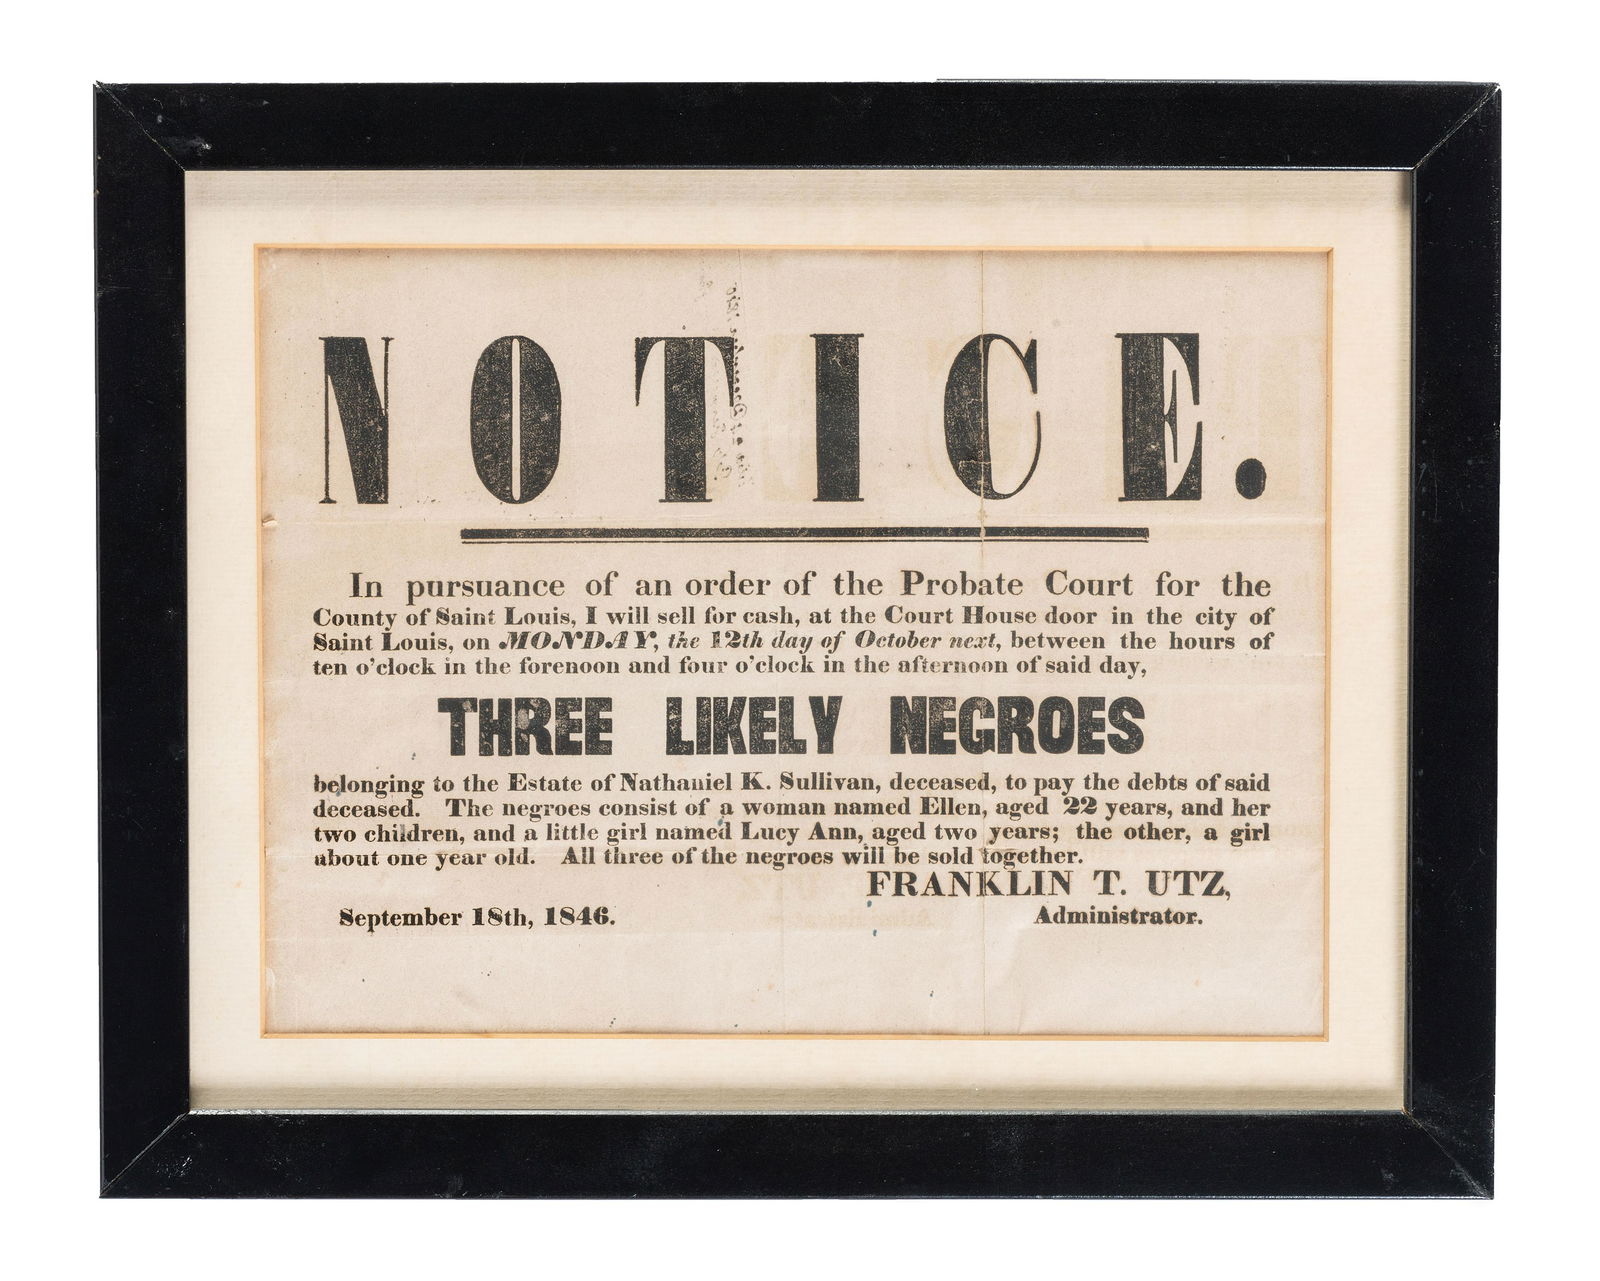 NOTICE.
In pursuance of an order of the Probate Court for the
County of Saint Louis, I will sell for cash, at the Court House door in the city of
Saint Louis, on MONDAY, the 12th day of October next, between the hours of
ten o'clock in the forenoon and four o'clock in the afternoon of said day,
THREE LIKELY NEGROES
belonging to the Estate of Nathaniel K. Sullivan, deceased, to pay the debts of said
deceased. The negroes consist of a woman named Ellen, aged 22 years, and her
two children, and a little girl named Lucy Ann, aged two years; the other, a girl
about one year old. All three of the negroes will be sold together.
FRANKLIN T. UTZ,
September 18th, 1846. Administrator.